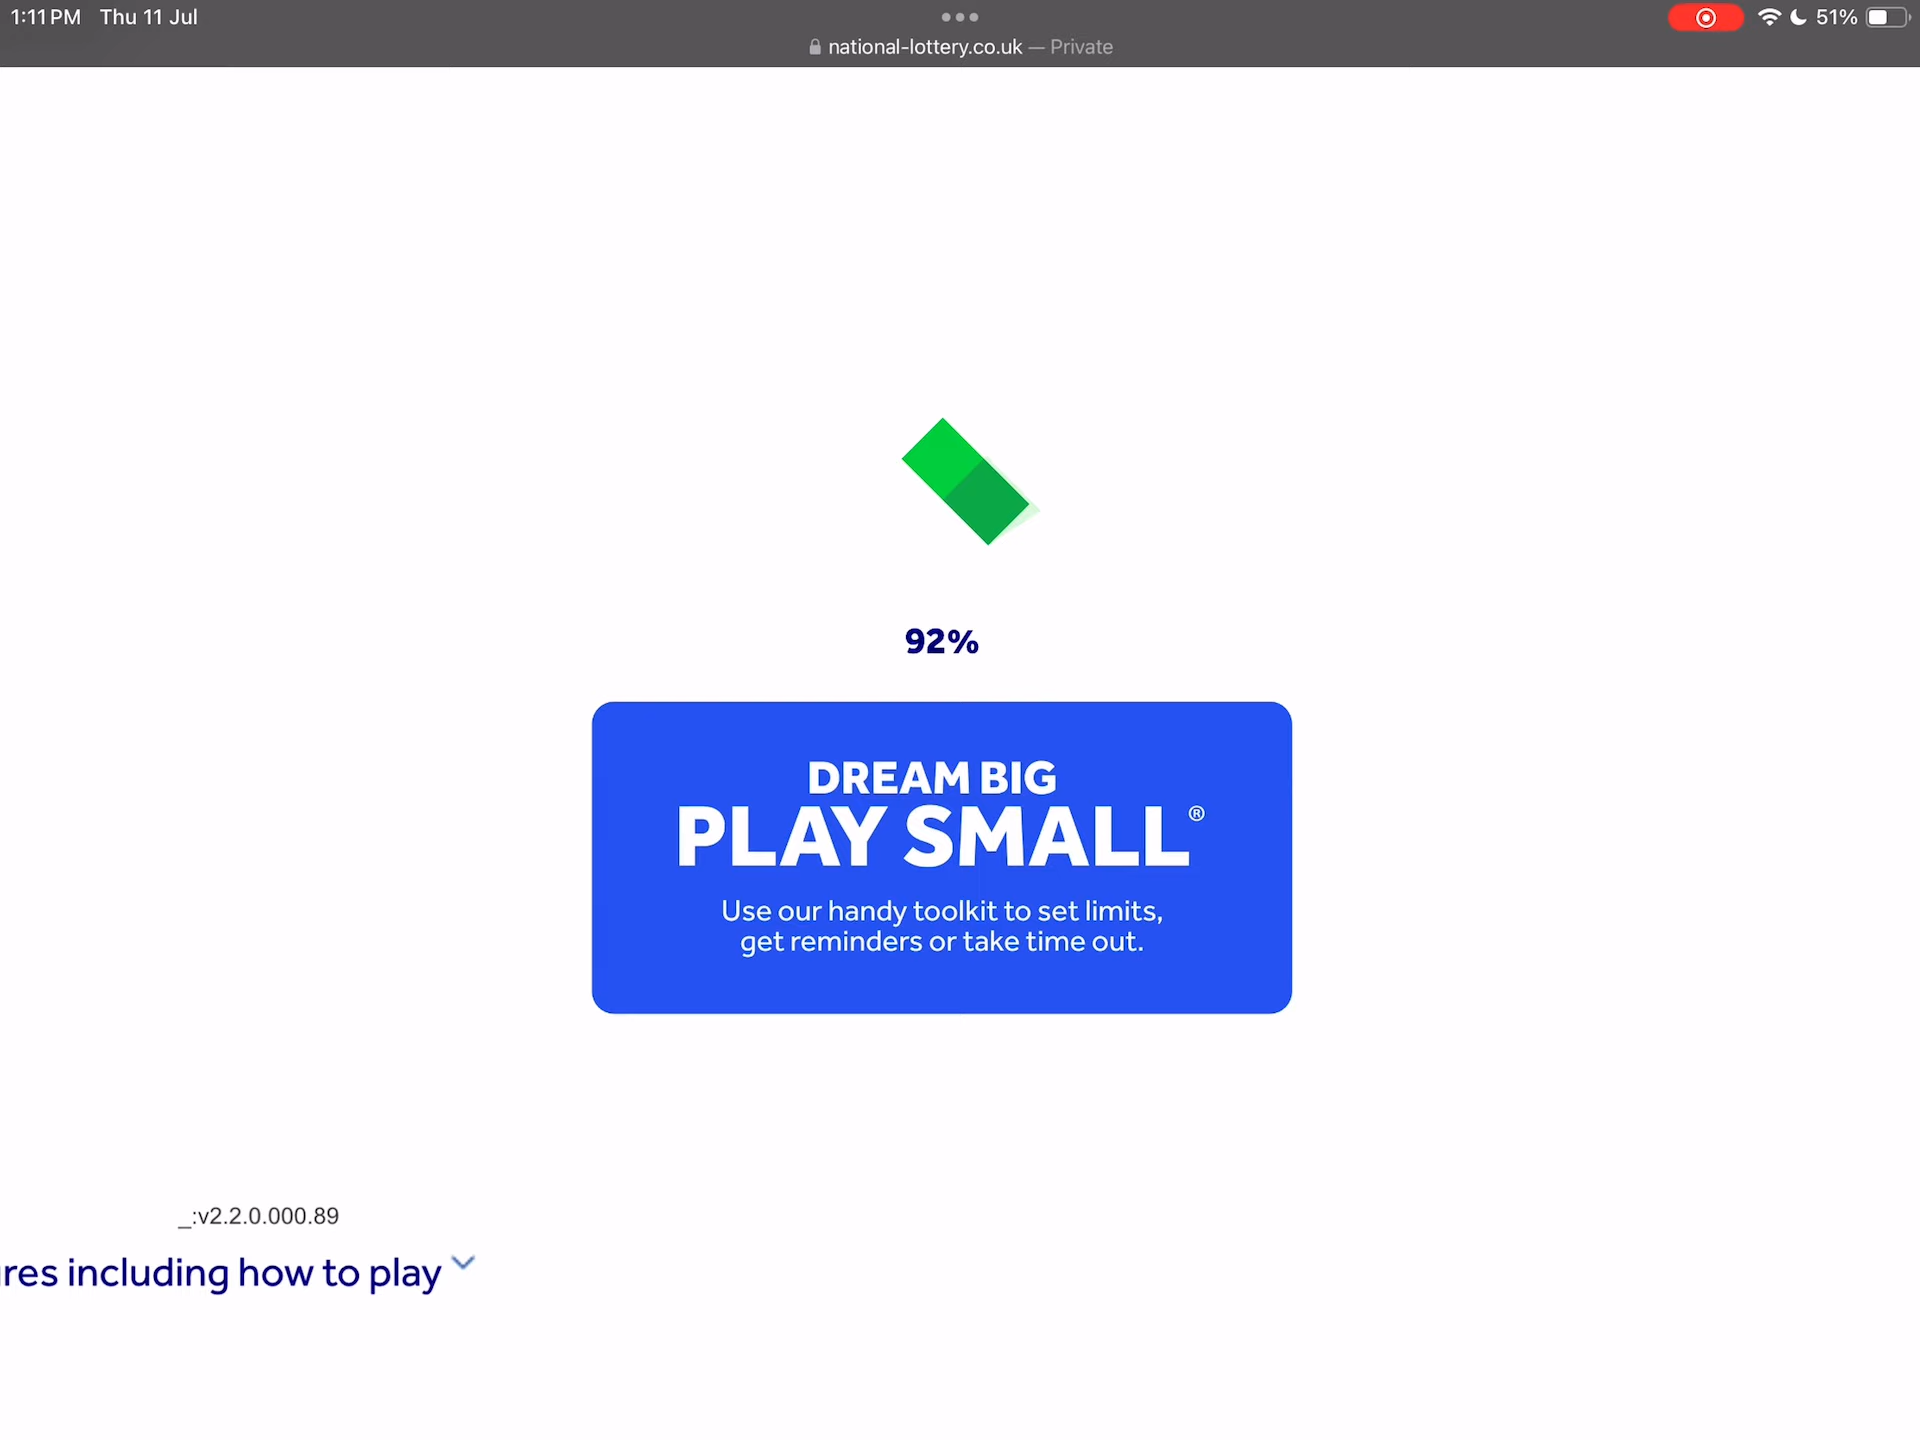 1:11 PM Thu 11 Jul
51%
national-lottery.co.uk — Private
92%
DREAM BIG
PLAY SMALL®
Use our handy toolkit to set limits,
get reminders or take time out.
_:v2.2.0.000.89
including how to play